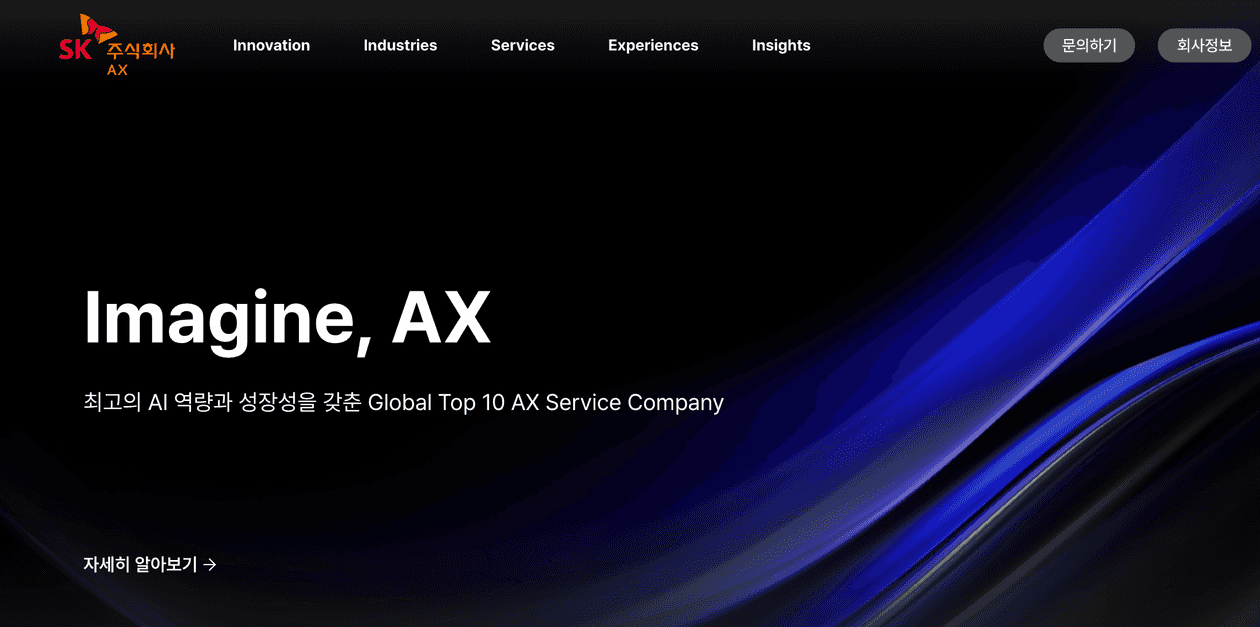 SK 주식회사
AX
Innovation
Industries
Services
Experiences
Insights
문의하기
회사정보
Imagine, AX
최고의 AI 역량과 성장성을 갖춘 Global Top 10 AX Service Company
자세히 알아보기 →